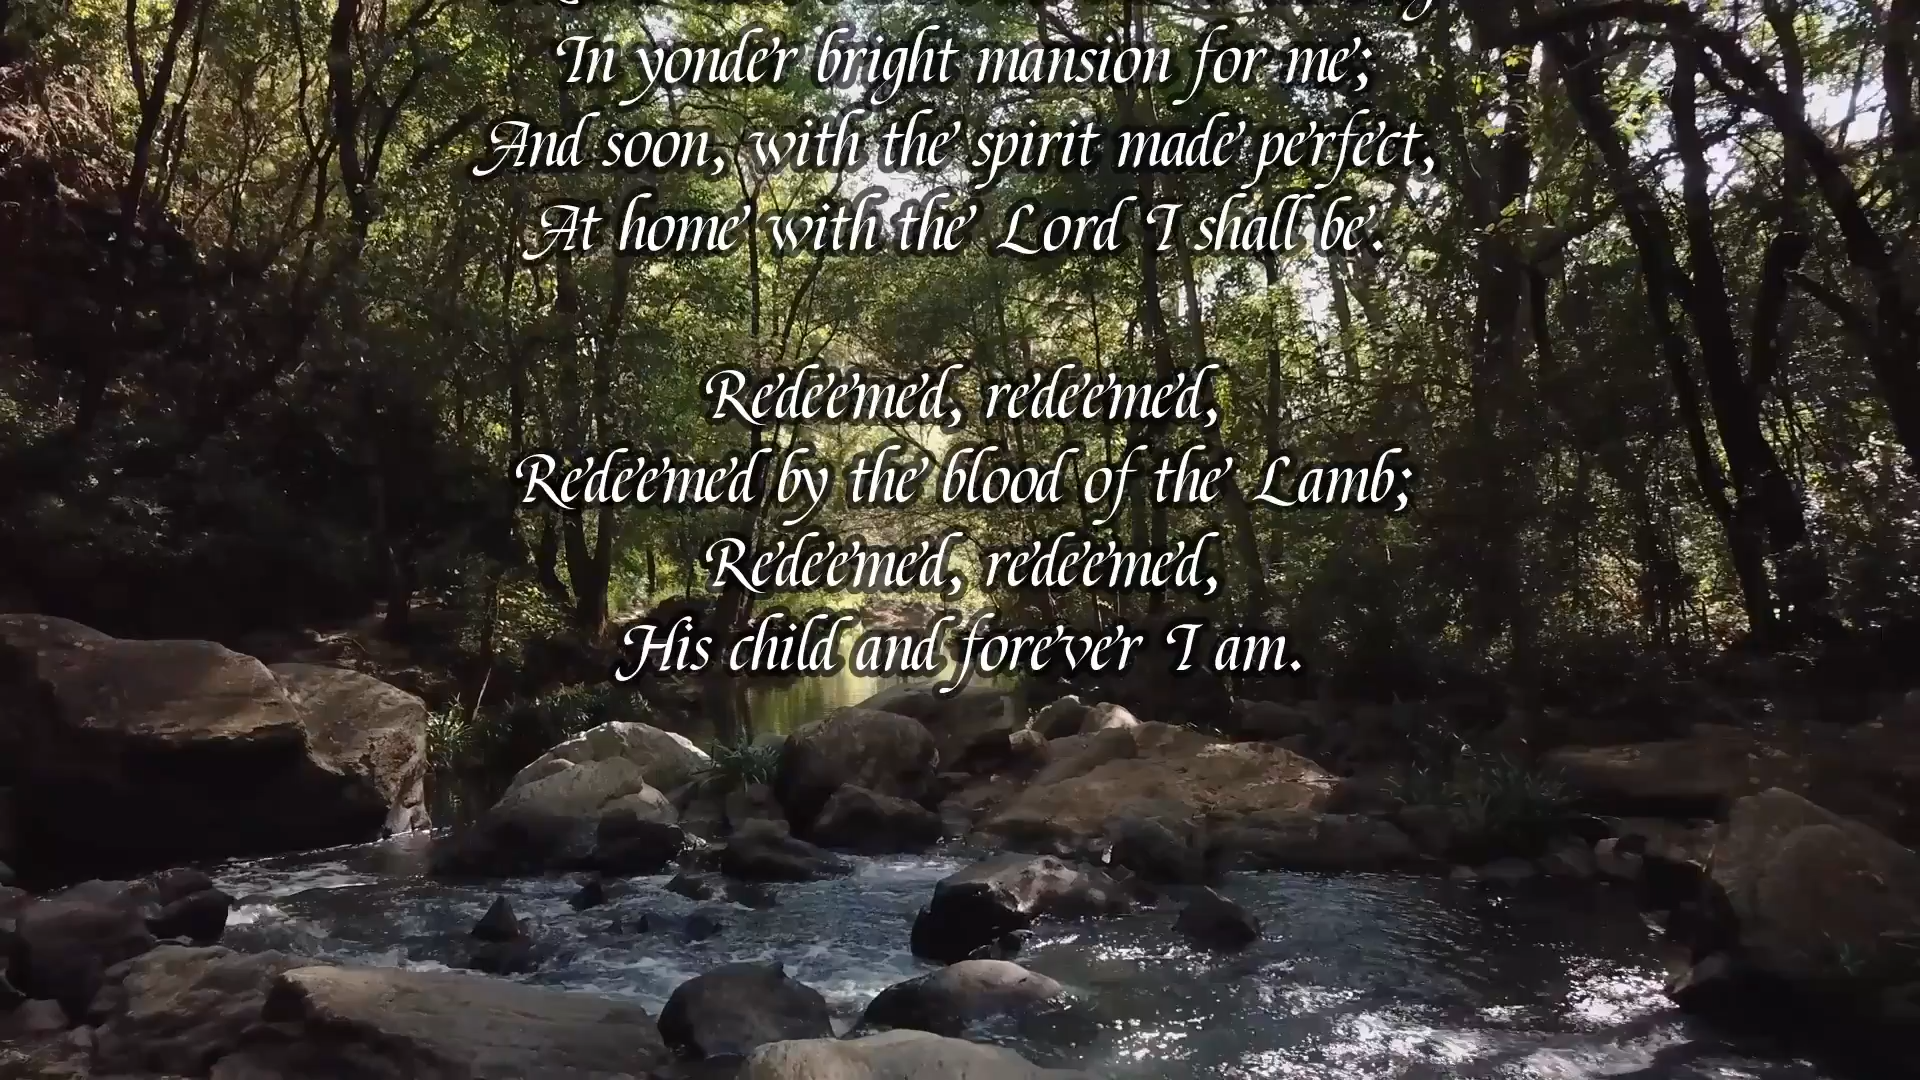 In yonder bright mansion for me;
And soon, with the spirit made perfect,
At home with the Lord I shall be.
Redeemed, redeemed,
Redeemed by the blood of the Lamb;
Redeemed, redeemed,
His child and forever I am.